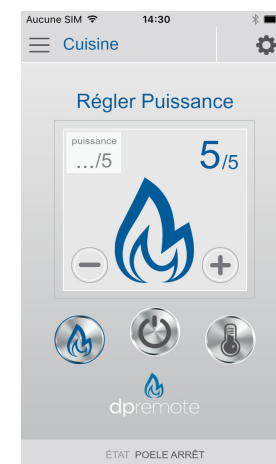 Aucune SIM 14:30
Cuisine
Régler Puissance
puissance
.../5
5/5
dpremote
ÉTAT POELE ARRÊT